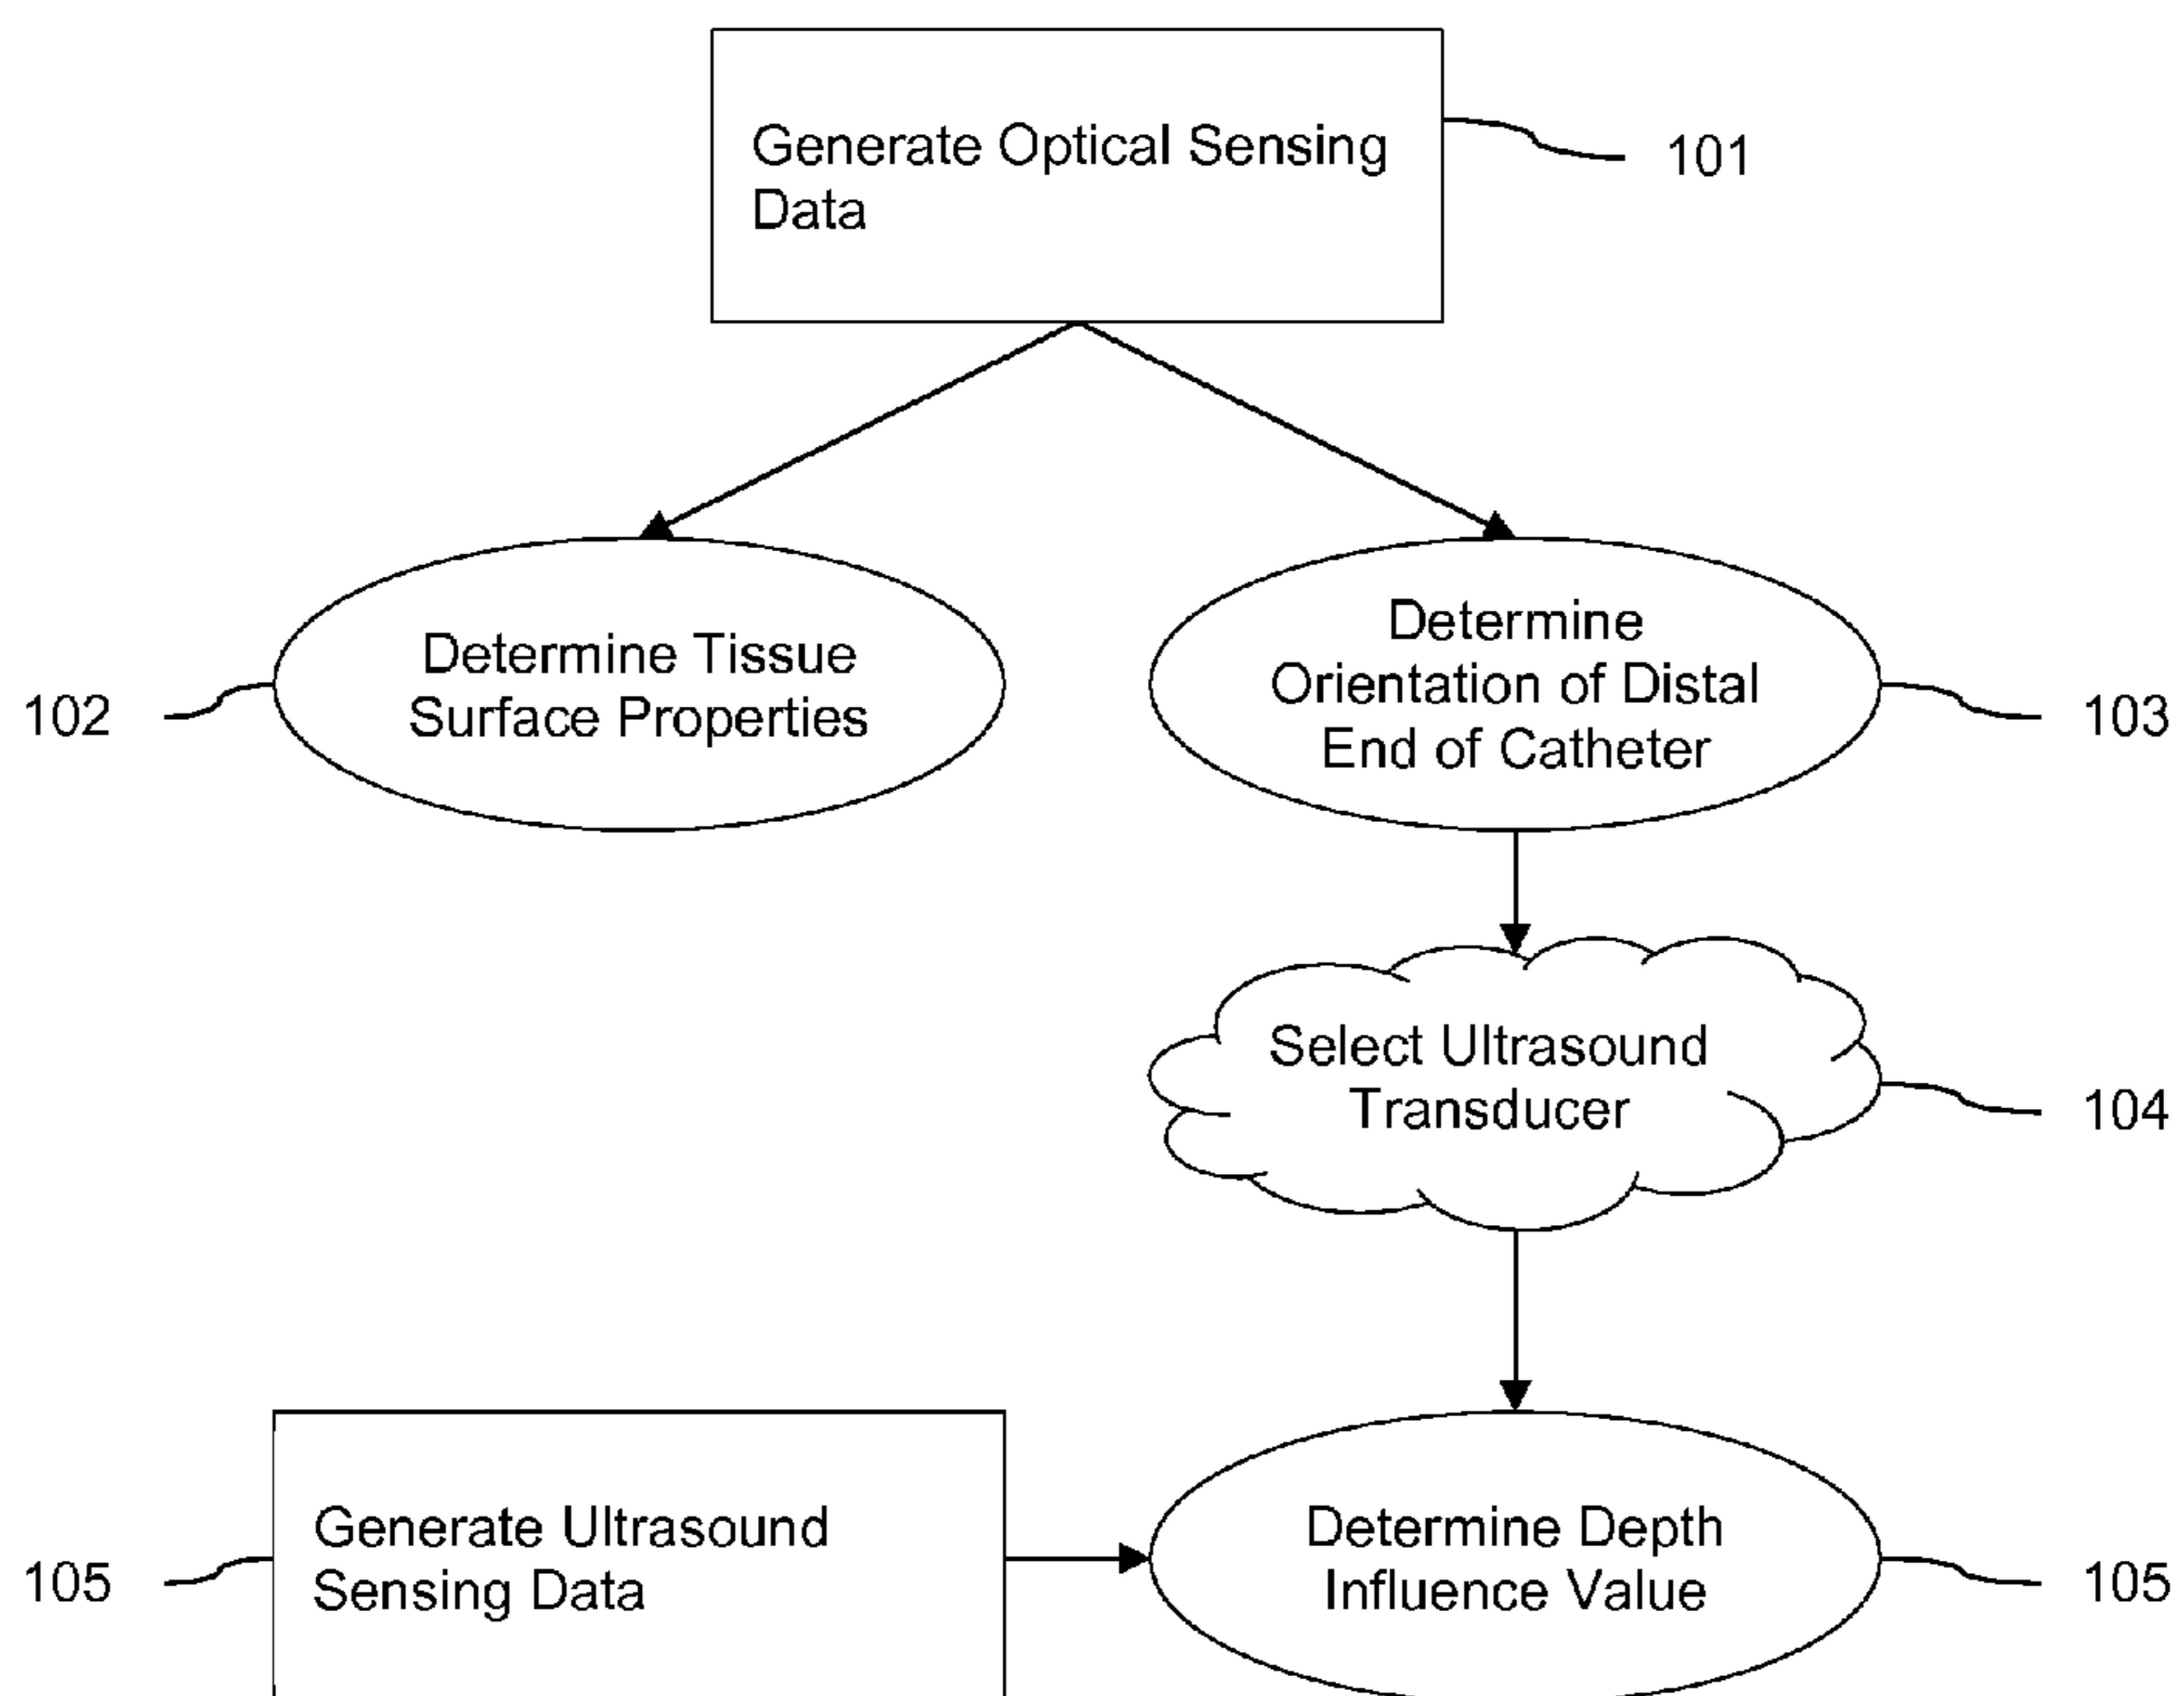 Generate Optical Sensing
Data
101
Determine Tissue
Surface Properties
102
Determine
Orientation of Distal
End of Catheter
103
Select Ultrasound
Transducer
104
105
Generate Ultrasound
Sensing Data
Determine Depth
Influence Value
105